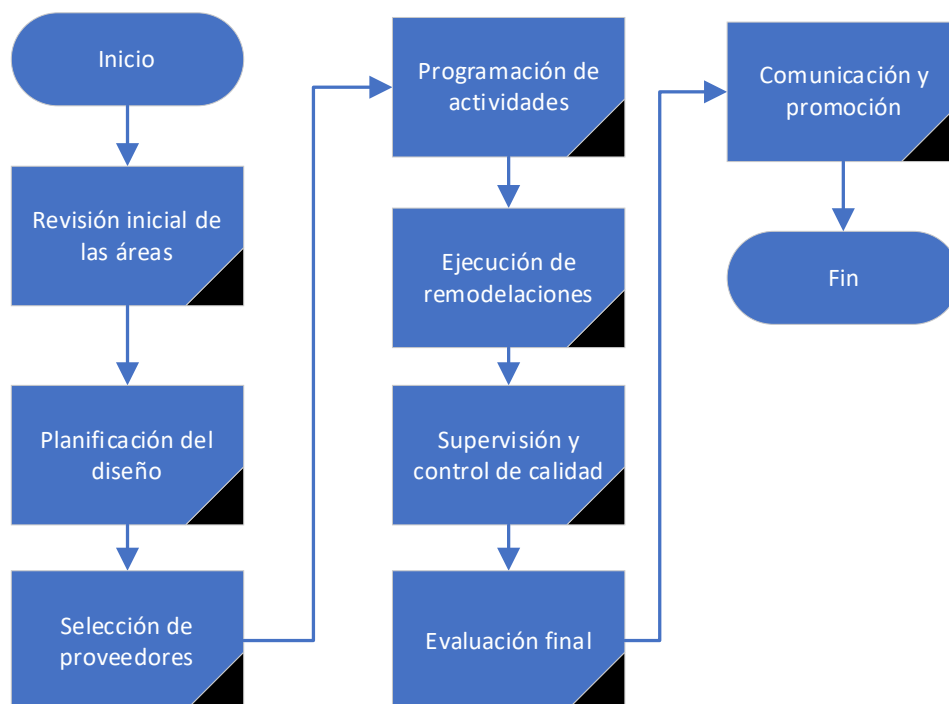 Inicio
Revisión inicial de
las áreas
Planificación del
diseño
Selección de
proveedores
Programación de
actividades
Ejecución de
remodelaciones
Supervisión y
control de calidad
Evaluación final
Comunicación y
promoción
Fin